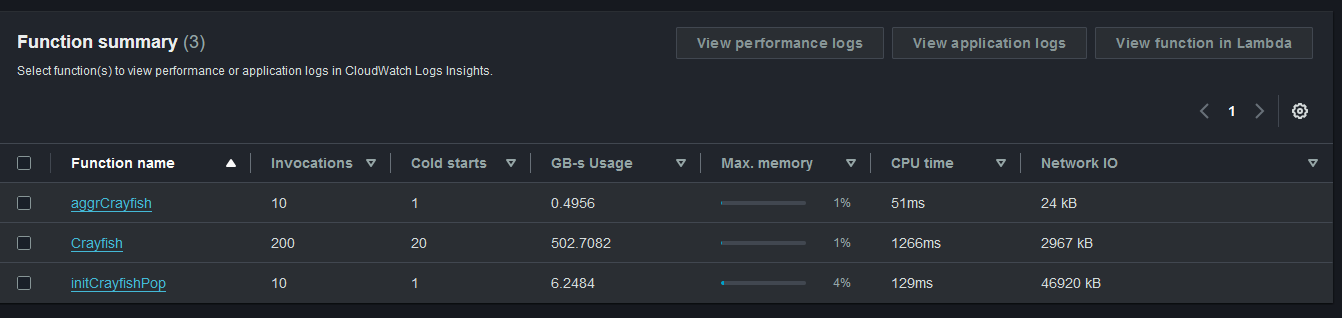 Function summary (3)
View performance logs
View application logs
View function in Lambda
Select function(s) to view performance or application logs in CloudWatch Logs Insights.
1
Function name Invocations Cold starts GB-s Usage Max. memory CPU time Network IO
aggrCrayfish 10 1 0.4956 1% 51ms 24 kB
Crayfish 200 20 502.7082 1% 1266ms 2967 kB
initCrayfishPop 10 1 6.2484 4% 129ms 46920 kB